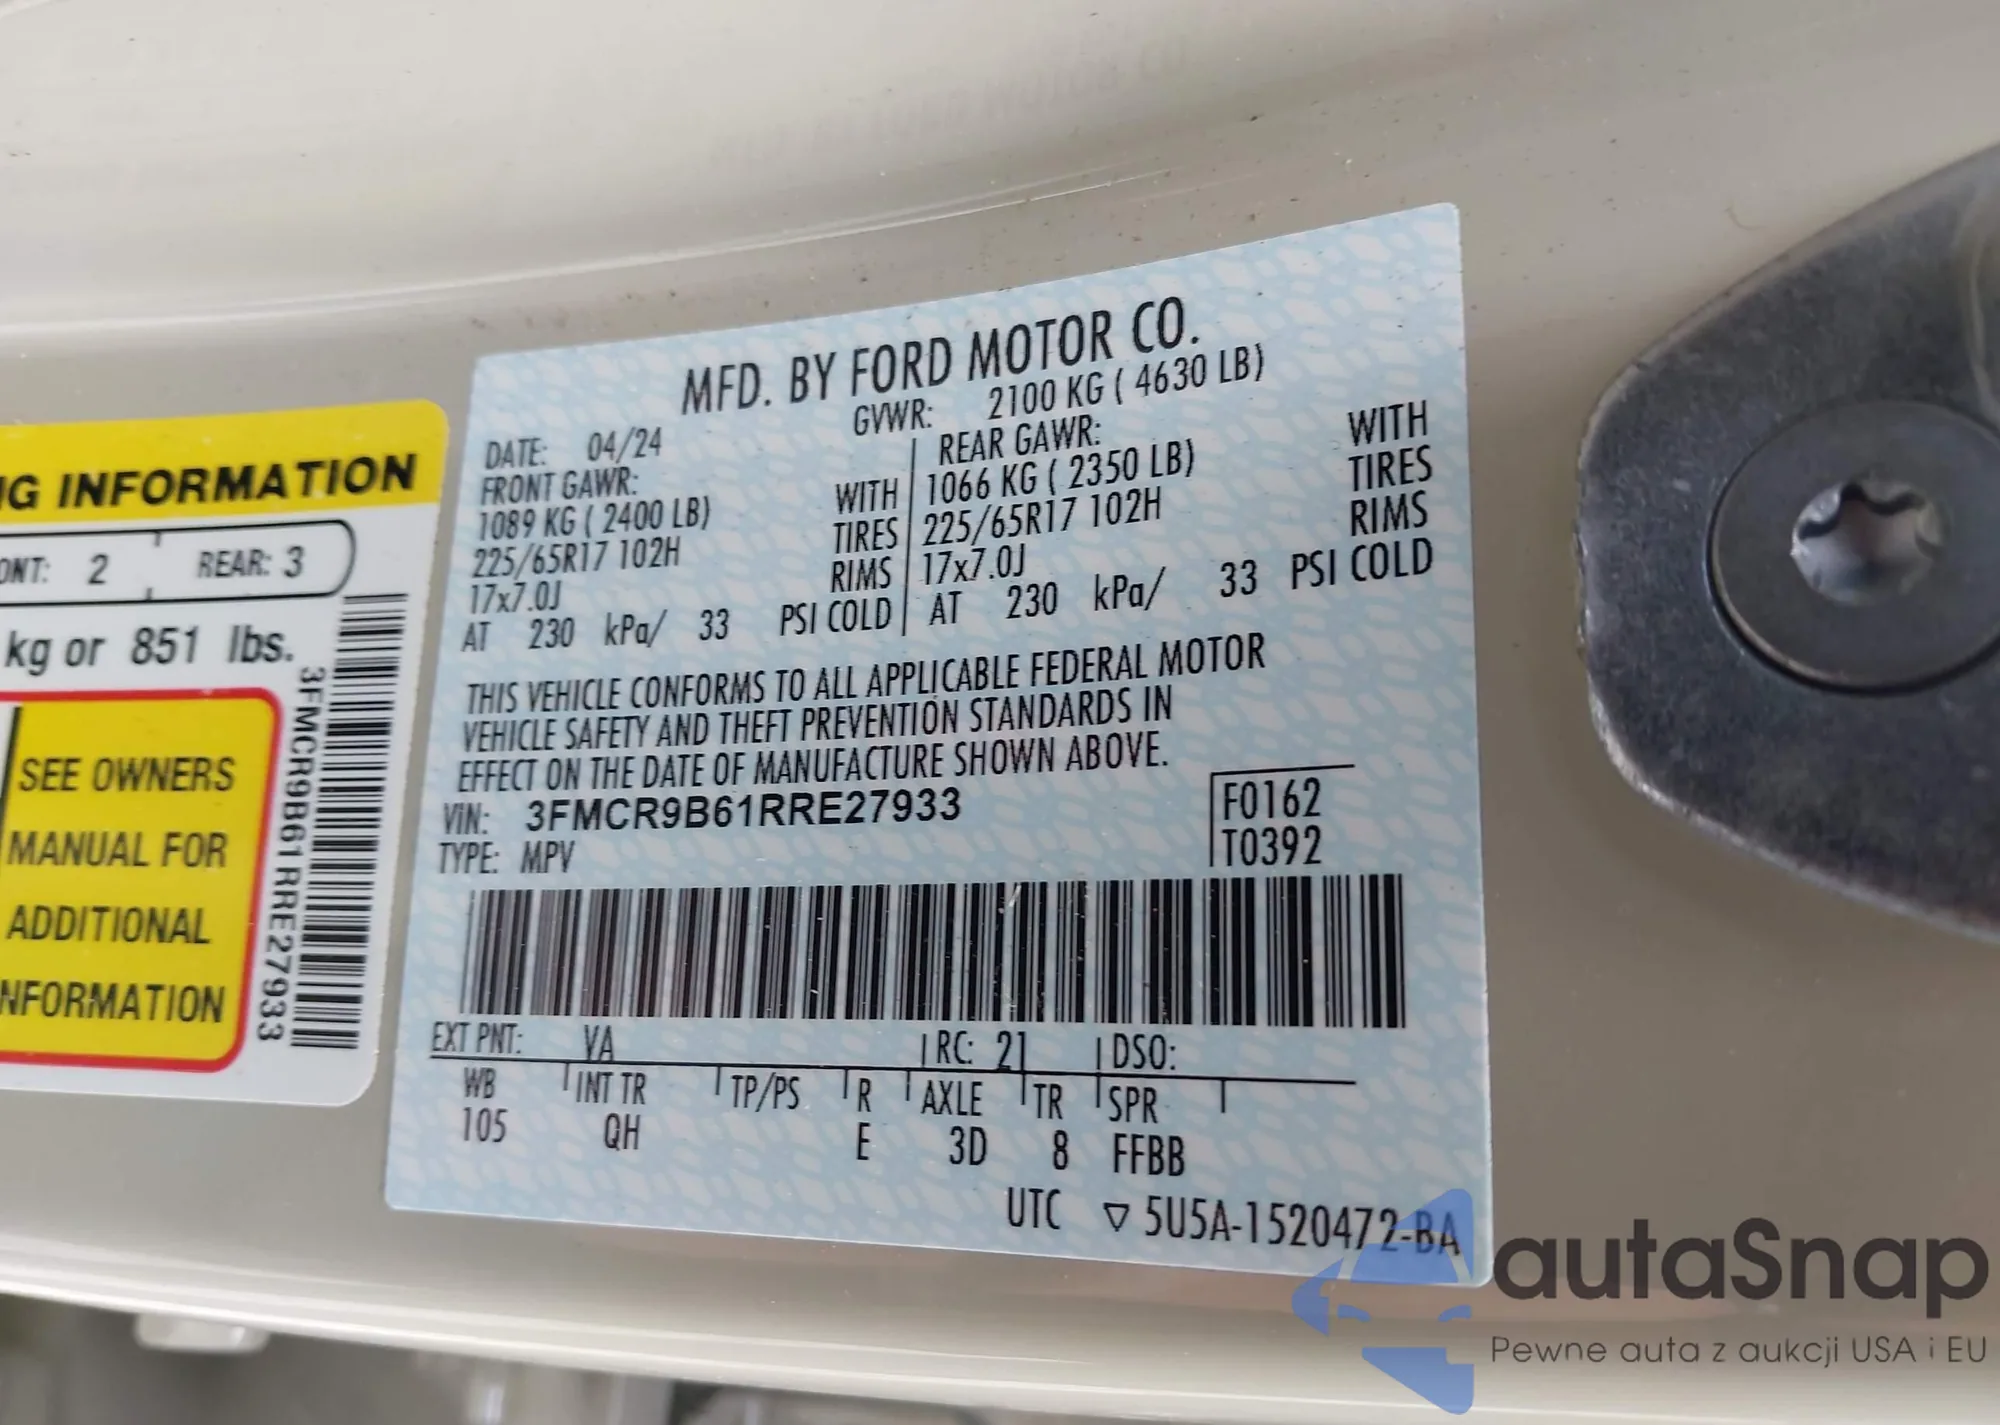 NG INFORMATION
ONT: 2 REAR: 3
kg or 851 lbs.
SEE OWNERS
MANUAL FOR
ADDITIONAL
NFORMATION
3FMCR9B61RRE27933
MFD. BY FORD MOTOR CO.
DATE: 04/24 GVWR: 2100 KG ( 4630 LB)
FRONT GAWR: REAR GAWR:
1089 KG ( 2400 LB) WITH 1066 KG ( 2350 LB) WITH
225/65R17 102H TIRES 225/65R17 102H TIRES
17x7.0J RIMS 17x7.0J RIMS
AT 230 kPa/ 33 PSI COLD AT 230 kPa/ 33 PSI COLD
THIS VEHICLE CONFORMS TO ALL APPLICABLE FEDERAL MOTOR
VEHICLE SAFETY AND THEFT PREVENTION STANDARDS IN
EFFECT ON THE DATE OF MANUFACTURE SHOWN ABOVE.
VIN: 3FMCR9B61RRE27933 F0162
TYPE: MPV T0392
EXT PNT: VA RC: 21 DSO:
WB INT TR TP/PS R AXLE TR SPR
105 QH E 3D 8 FFBB
UTC ▽ 5U5A-1520472-BA
autaSnap
Pewne auta z aukcji USA i EU